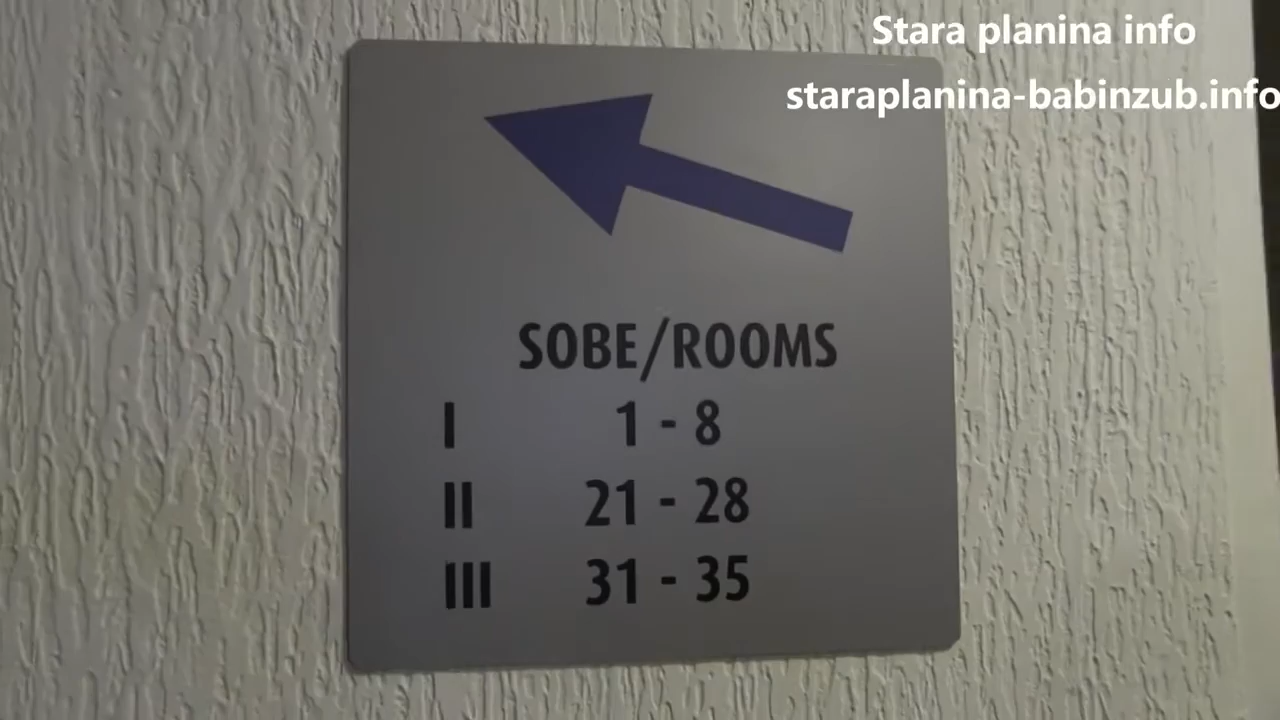 Stara planina info
staraplanina-babinzub.info
SOBE/ROOMS
I 1 - 8
II 21 - 28
III 31 - 35